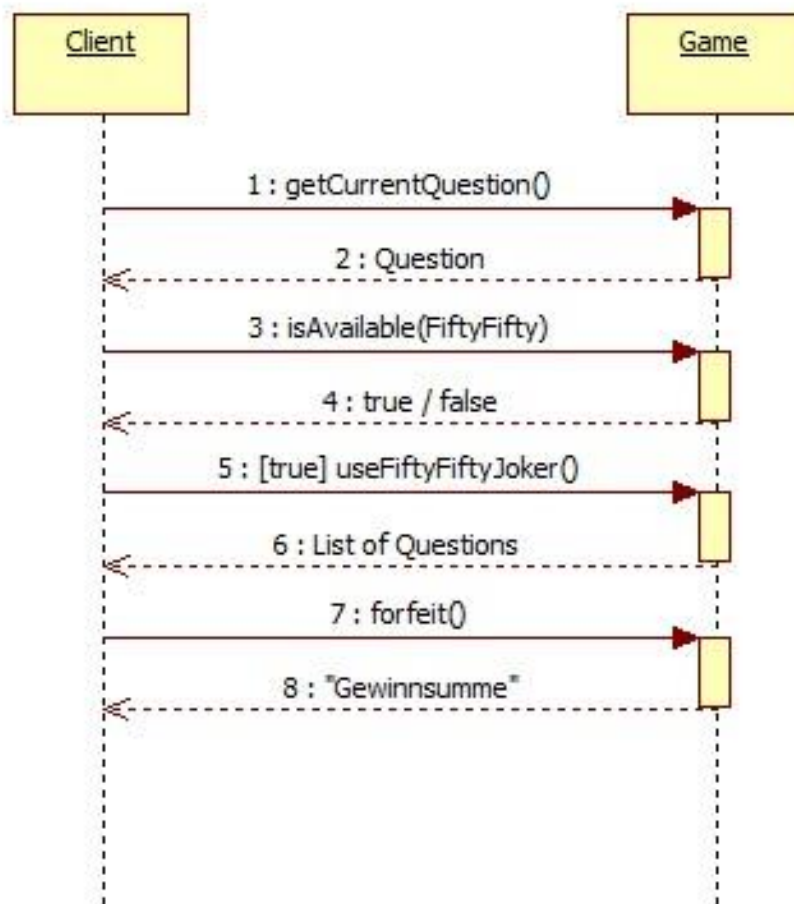 Client
Game
1 : getCurrentQuestion()
2 : Question
3 : isAvailable(FiftyFifty)
4 : true / false
5 : [true] useFiftyFiftyJoker()
6 : List of Questions
7 : forfeit()
8 : "Gewinnsumme"